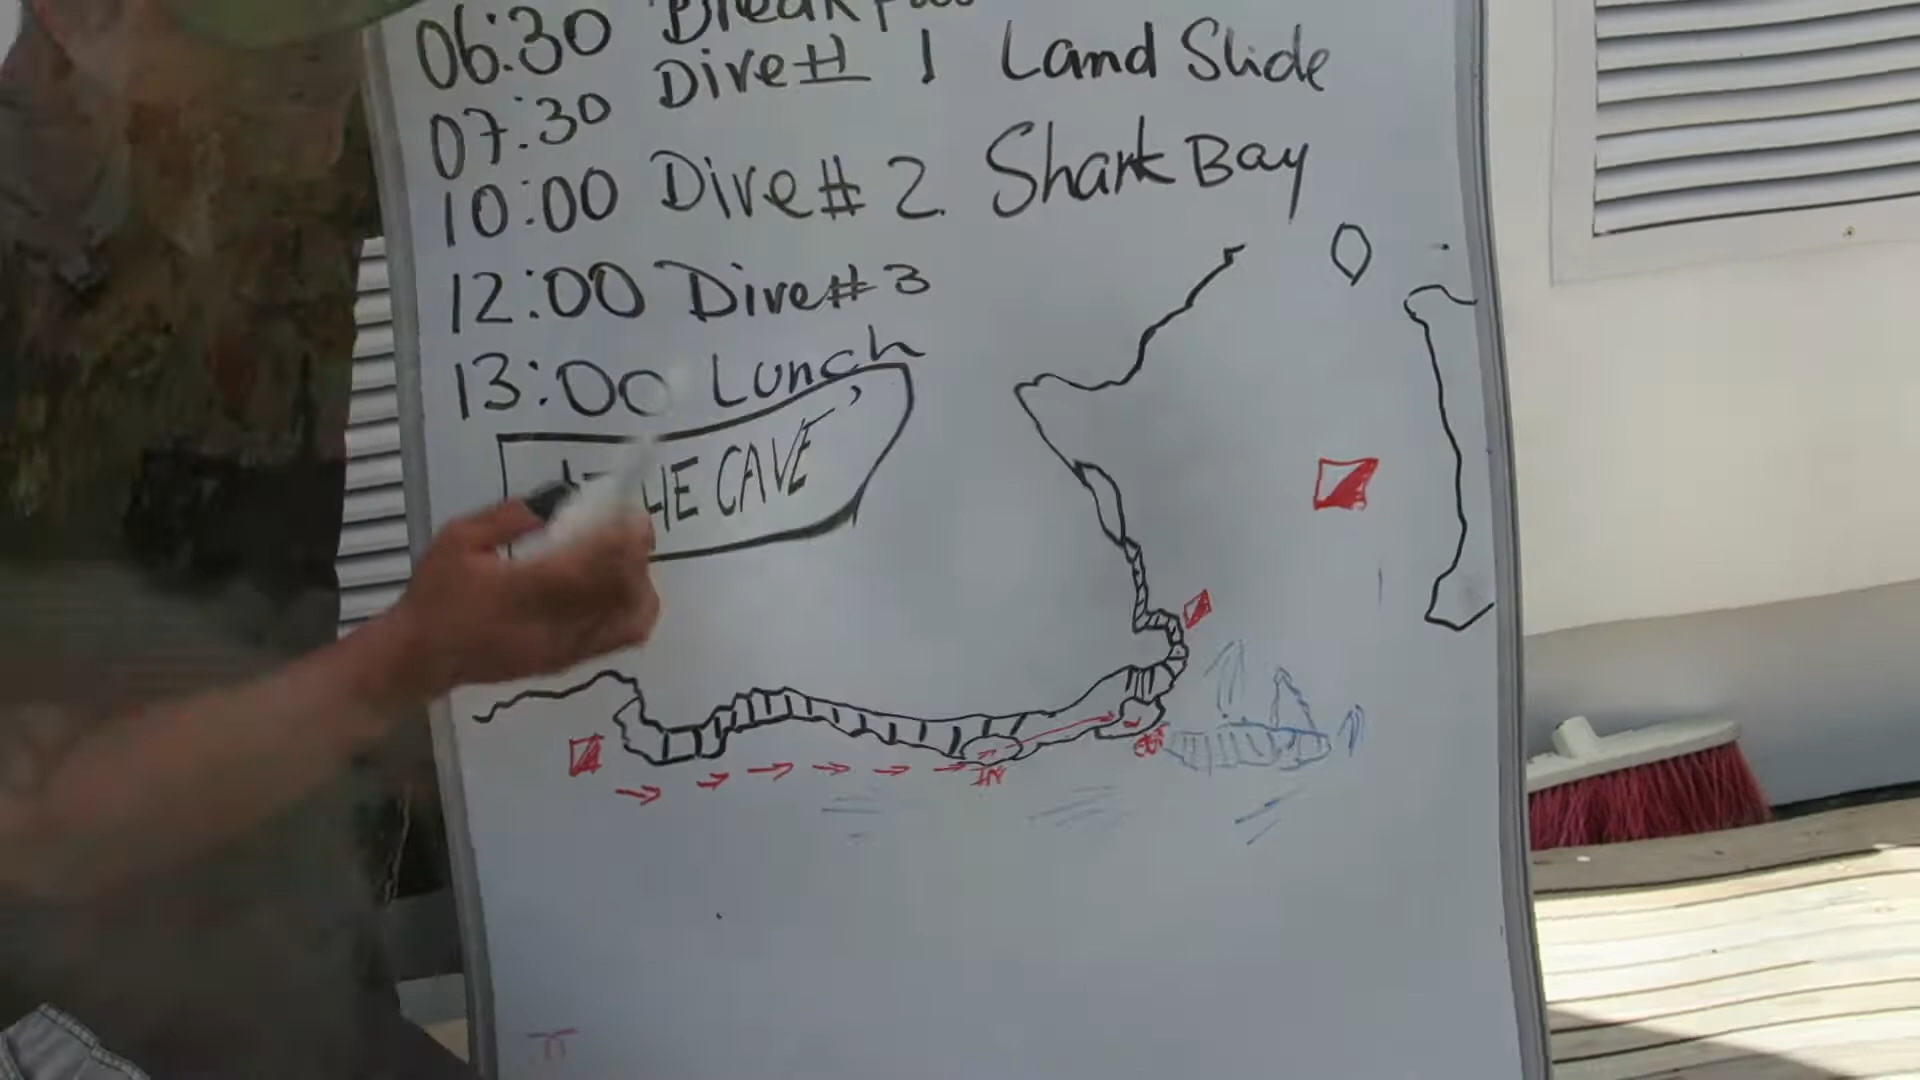 06:30 Breakfast
07:30 Dive# 1 Land Slide
10:00 Dive# 2 Shark Bay
12:00 Dive# 3
13:00 Lunch
CAVE
IN